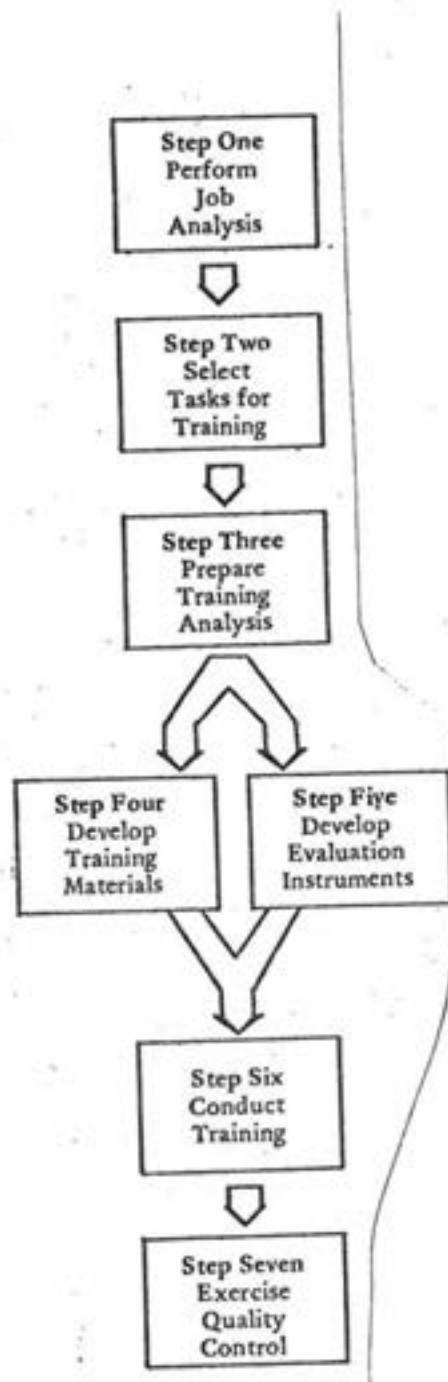 Step One
Perform
Job
Analysis
Step Two
Select
Tasks for
Training
Step Three
Prepare
Training
Analysis
Step Four
Develop
Training
Materials
Step Five
Develop
Evaluation
Instruments
Step Six
Conduct
Training
Step Seven
Exercise
Quality
Control